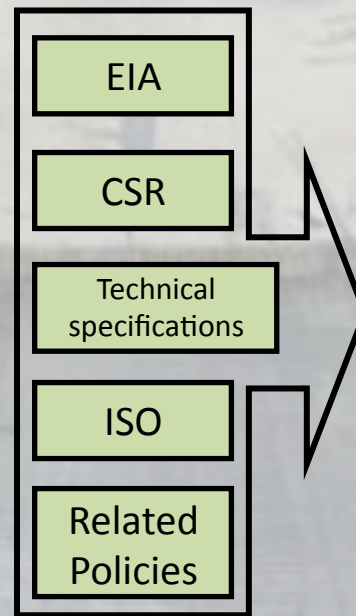 EIA
CSR
Technical
specifications
ISO
Related
Policies